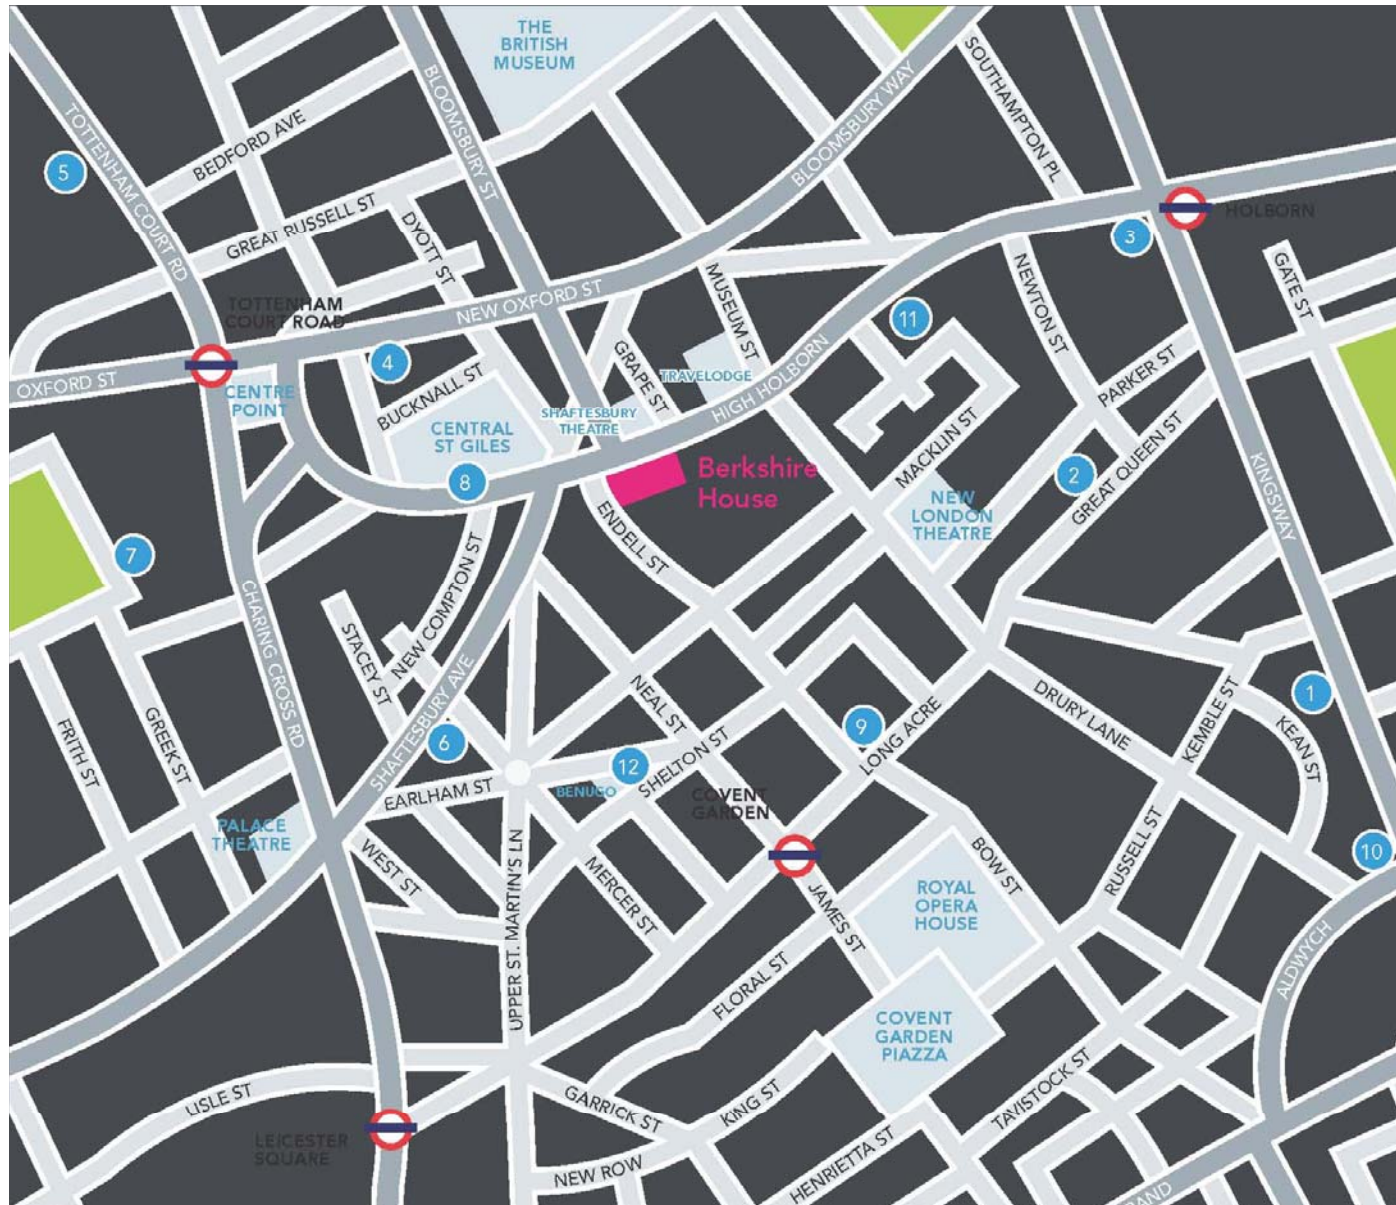 THE
BRITISH
MUSEUM
SOUTHAMPTON PL
BLOOMSBURY WAY
BLOOMSBURY ST
TOTTENHAM COURT RD
BEDFORD AVE
5
GREAT RUSSELL ST
DYOTT ST
HOLBORN
3
GATE ST
NEWTON ST
MUSEUM ST
NEW OXFORD ST
TOTTENHAM
COURT ROAD
11
4
GRAPE ST
TRAVELODGE
HIGH HOLBORN
PARKER ST
OXFORD ST
CENTRE
POINT
BUCKNALL ST
SHAFTESBURY
THEATRE
CENTRAL
ST GILES
8
Berkshire
House
MACKLIN ST
2
GREAT QUEEN ST
KINGSWAY
NEW
LONDON
THEATRE
ENDELL ST
7
NEW COMPTON ST
CHARING CROSS RD
STACEY ST
SHAFTESBURY AVE
NEAL ST
DRURY LANE
KEMBLE ST
1
KEAN ST
FRITH ST
GREEK ST
6
9
LONG ACRE
12
SHELTON ST
EARLHAM ST
BENUGO
COVENT
GARDEN
PALACE
THEATRE
WEST ST
UPPER ST. MARTIN'S LN
MERCER ST
JAMES ST
BOW ST
RUSSELL ST
10
ROYAL
OPERA
HOUSE
ALDWYCH
FLORAL ST
COVENT
GARDEN
PIAZZA
LISLE ST
LEICESTER
SQUARE
GARRICK ST
KING ST
TAVISTOCK ST
NEW ROW
HENRIETTA ST
RAND